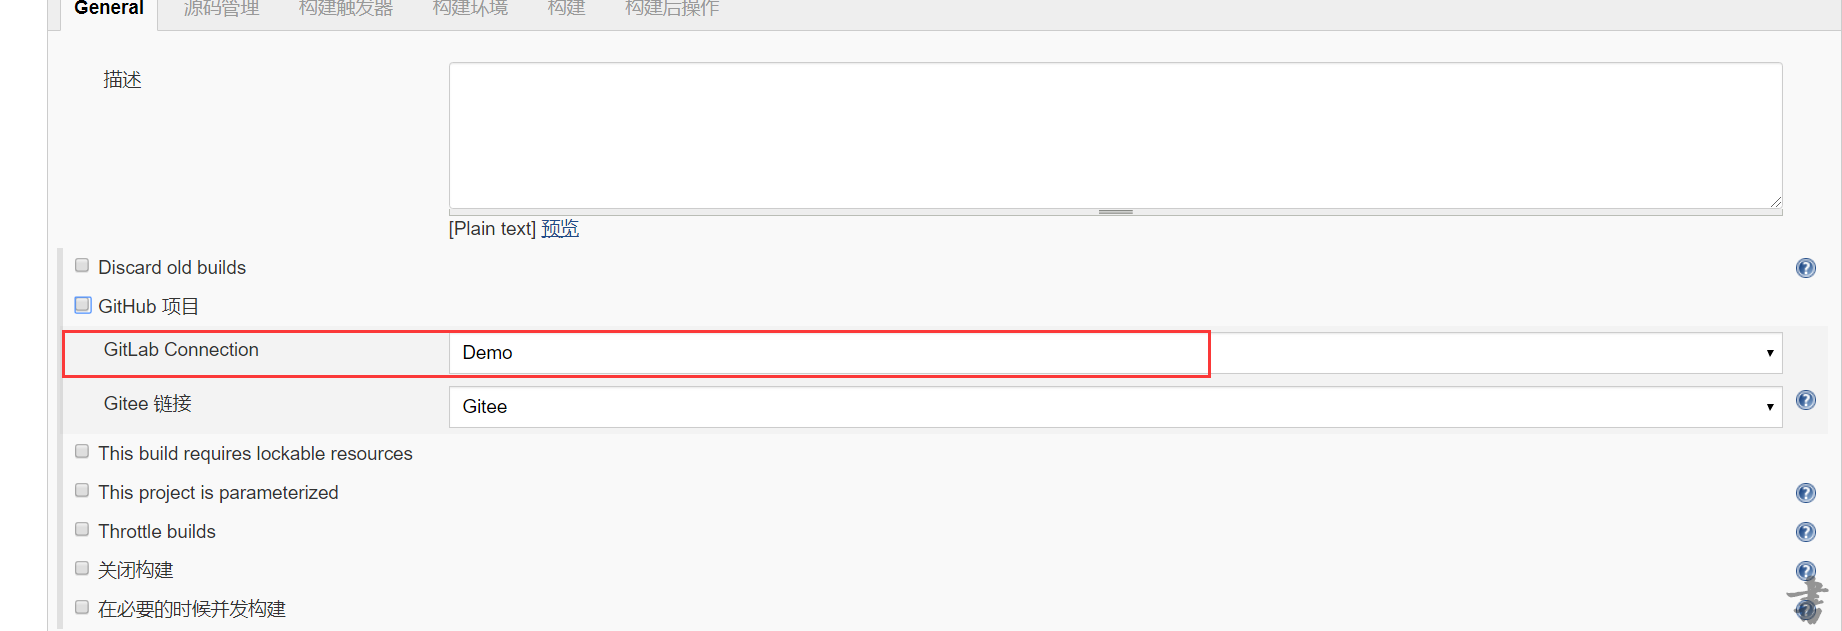 General 源码管理 构建触发器 构建环境 构建 构建后操作
描述
[Plain text] 预览
Discard old builds
GitHub 项目
GitLab Connection Demo
Gitee 链接 Gitee
This build requires lockable resources
This project is parameterized
Throttle builds
关闭构建
在必要的时候并发构建
書